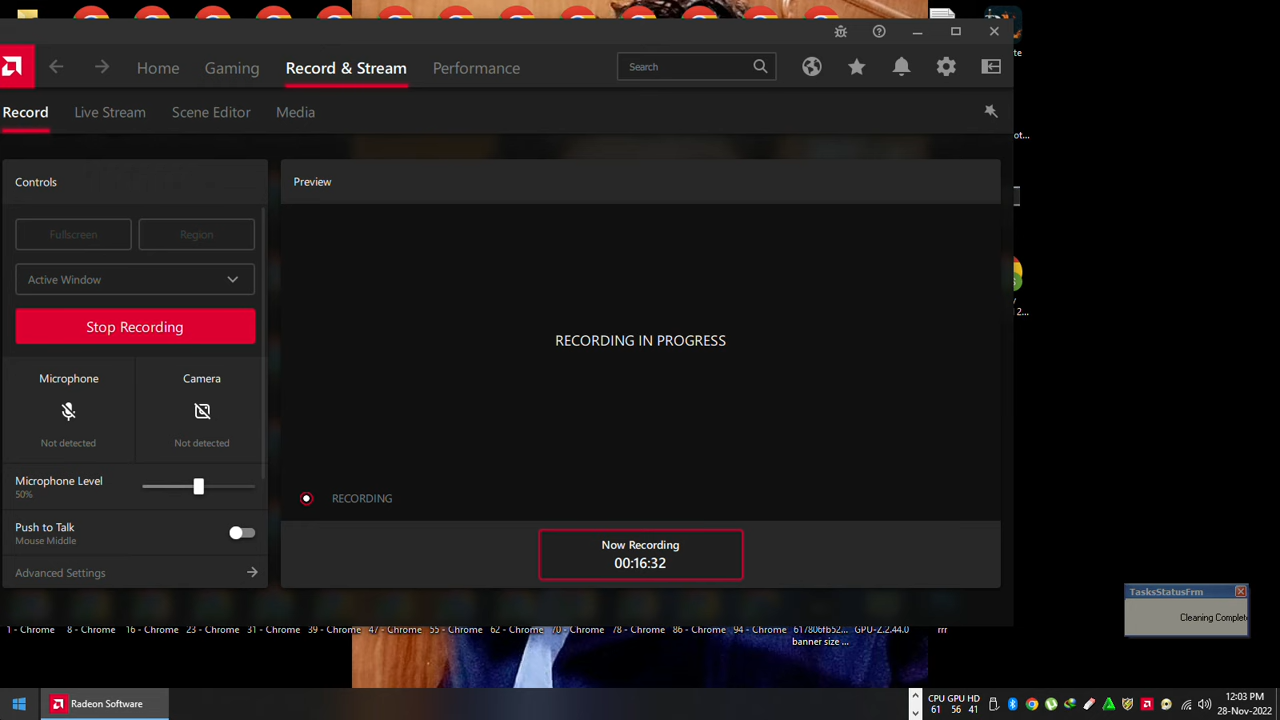 Home
Gaming
Record & Stream
Performance
Search
Record
Live Stream
Scene Editor
Media
Controls
Preview
Fullscreen
Region
Active Window
Stop Recording
RECORDING IN PROGRESS
Microphone
Camera
Not detected
Not detected
Microphone Level
50%
RECORDING
Push to Talk
Mouse Middle
Now Recording
00:16:32
Advanced Settings
ot...
2...
TasksStatusFrm
Cleaning Complet
1 - Chrome
8 - Chrome
16 - Chrome
23 - Chrome
31 - Chrome
39 - Chrome
47 - Chrome
55 - Chrome
62 - Chrome
70 - Chrome
78 - Chrome
86 - Chrome
94 - Chrome
617806fb52...
banner size ...
GPU-Z.2.44.0
rrr
Radeon Software
CPU GPU HD
61 56 41
12:03 PM
28-Nov-2022